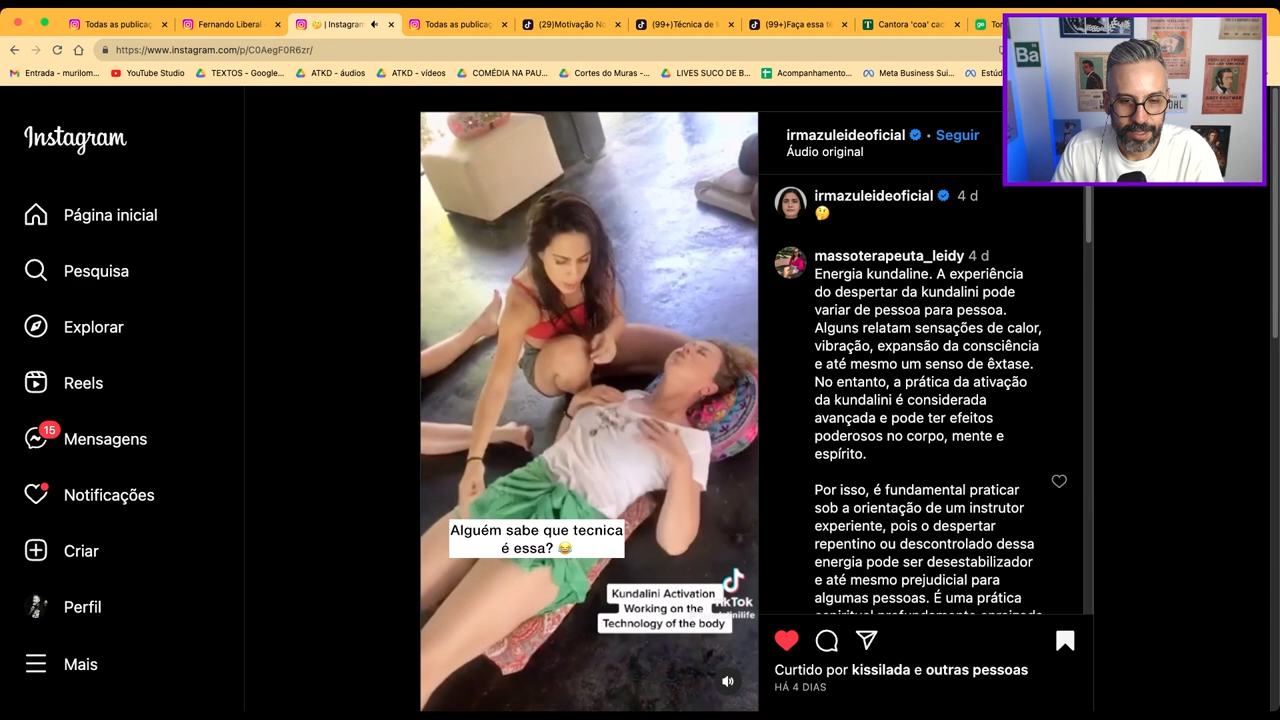 Todas as publicaç
Fernando Liberal
🤔 | Instagram
Todas as publicaç
(29)Motivação No
(99+)Técnica de
(99+)Faça essa té
Cantora 'coa' cac
https://www.instagram.com/p/C0AegF0R6zr/
Entrada - murilom...
YouTube Studio
TEXTOS - Google...
ATKD - áudios
ATKD - vídeos
COMÉDIA NA PAU...
Cortes do Muras -...
LIVES SUCO DE B...
Acompanhamento...
Meta Business Sui...
Estúd
Ba
Instagram
Página inicial
Pesquisa
Explorar
Reels
15
Mensagens
Notificações
Criar
Perfil
Mais
Alguém sabe que tecnica
é essa? 😂
Kundalini Activation
Working on the
Technology of the body
irmazuleideoficial • Seguir
Áudio original
irmazuleideoficial 4 d
🤔
massoterapeuta_leidy 4 d
Energia kundaline. A experiência
do despertar da kundalini pode
variar de pessoa para pessoa.
Alguns relatam sensações de calor,
vibração, expansão da consciência
e até mesmo um senso de êxtase.
No entanto, a prática da ativação
da kundalini é considerada
avançada e pode ter efeitos
poderosos no corpo, mente e
espírito.
Por isso, é fundamental praticar
sob a orientação de um instrutor
experiente, pois o despertar
repentino ou descontrolado dessa
energia pode ser desestabilizador
e até mesmo prejudicial para
algumas pessoas. É uma prática
Curtido por kissilada e outras pessoas
HÁ 4 DIAS